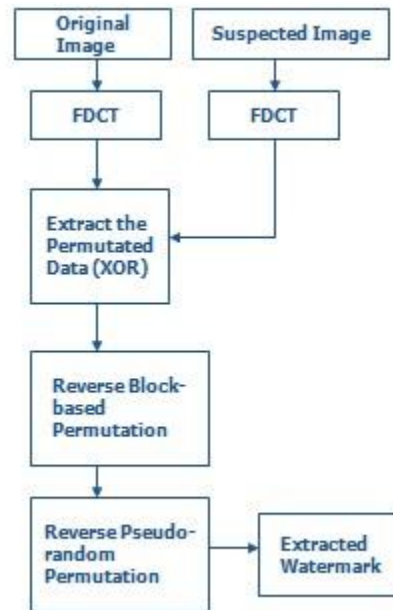 Original
Image
Suspected Image
FDCT
FDCT
Extract the
Permutated
Data (XOR)
Reverse Block-
based
Permutation
Reverse Pseudo-
random
Permutation
Extracted
Watermark